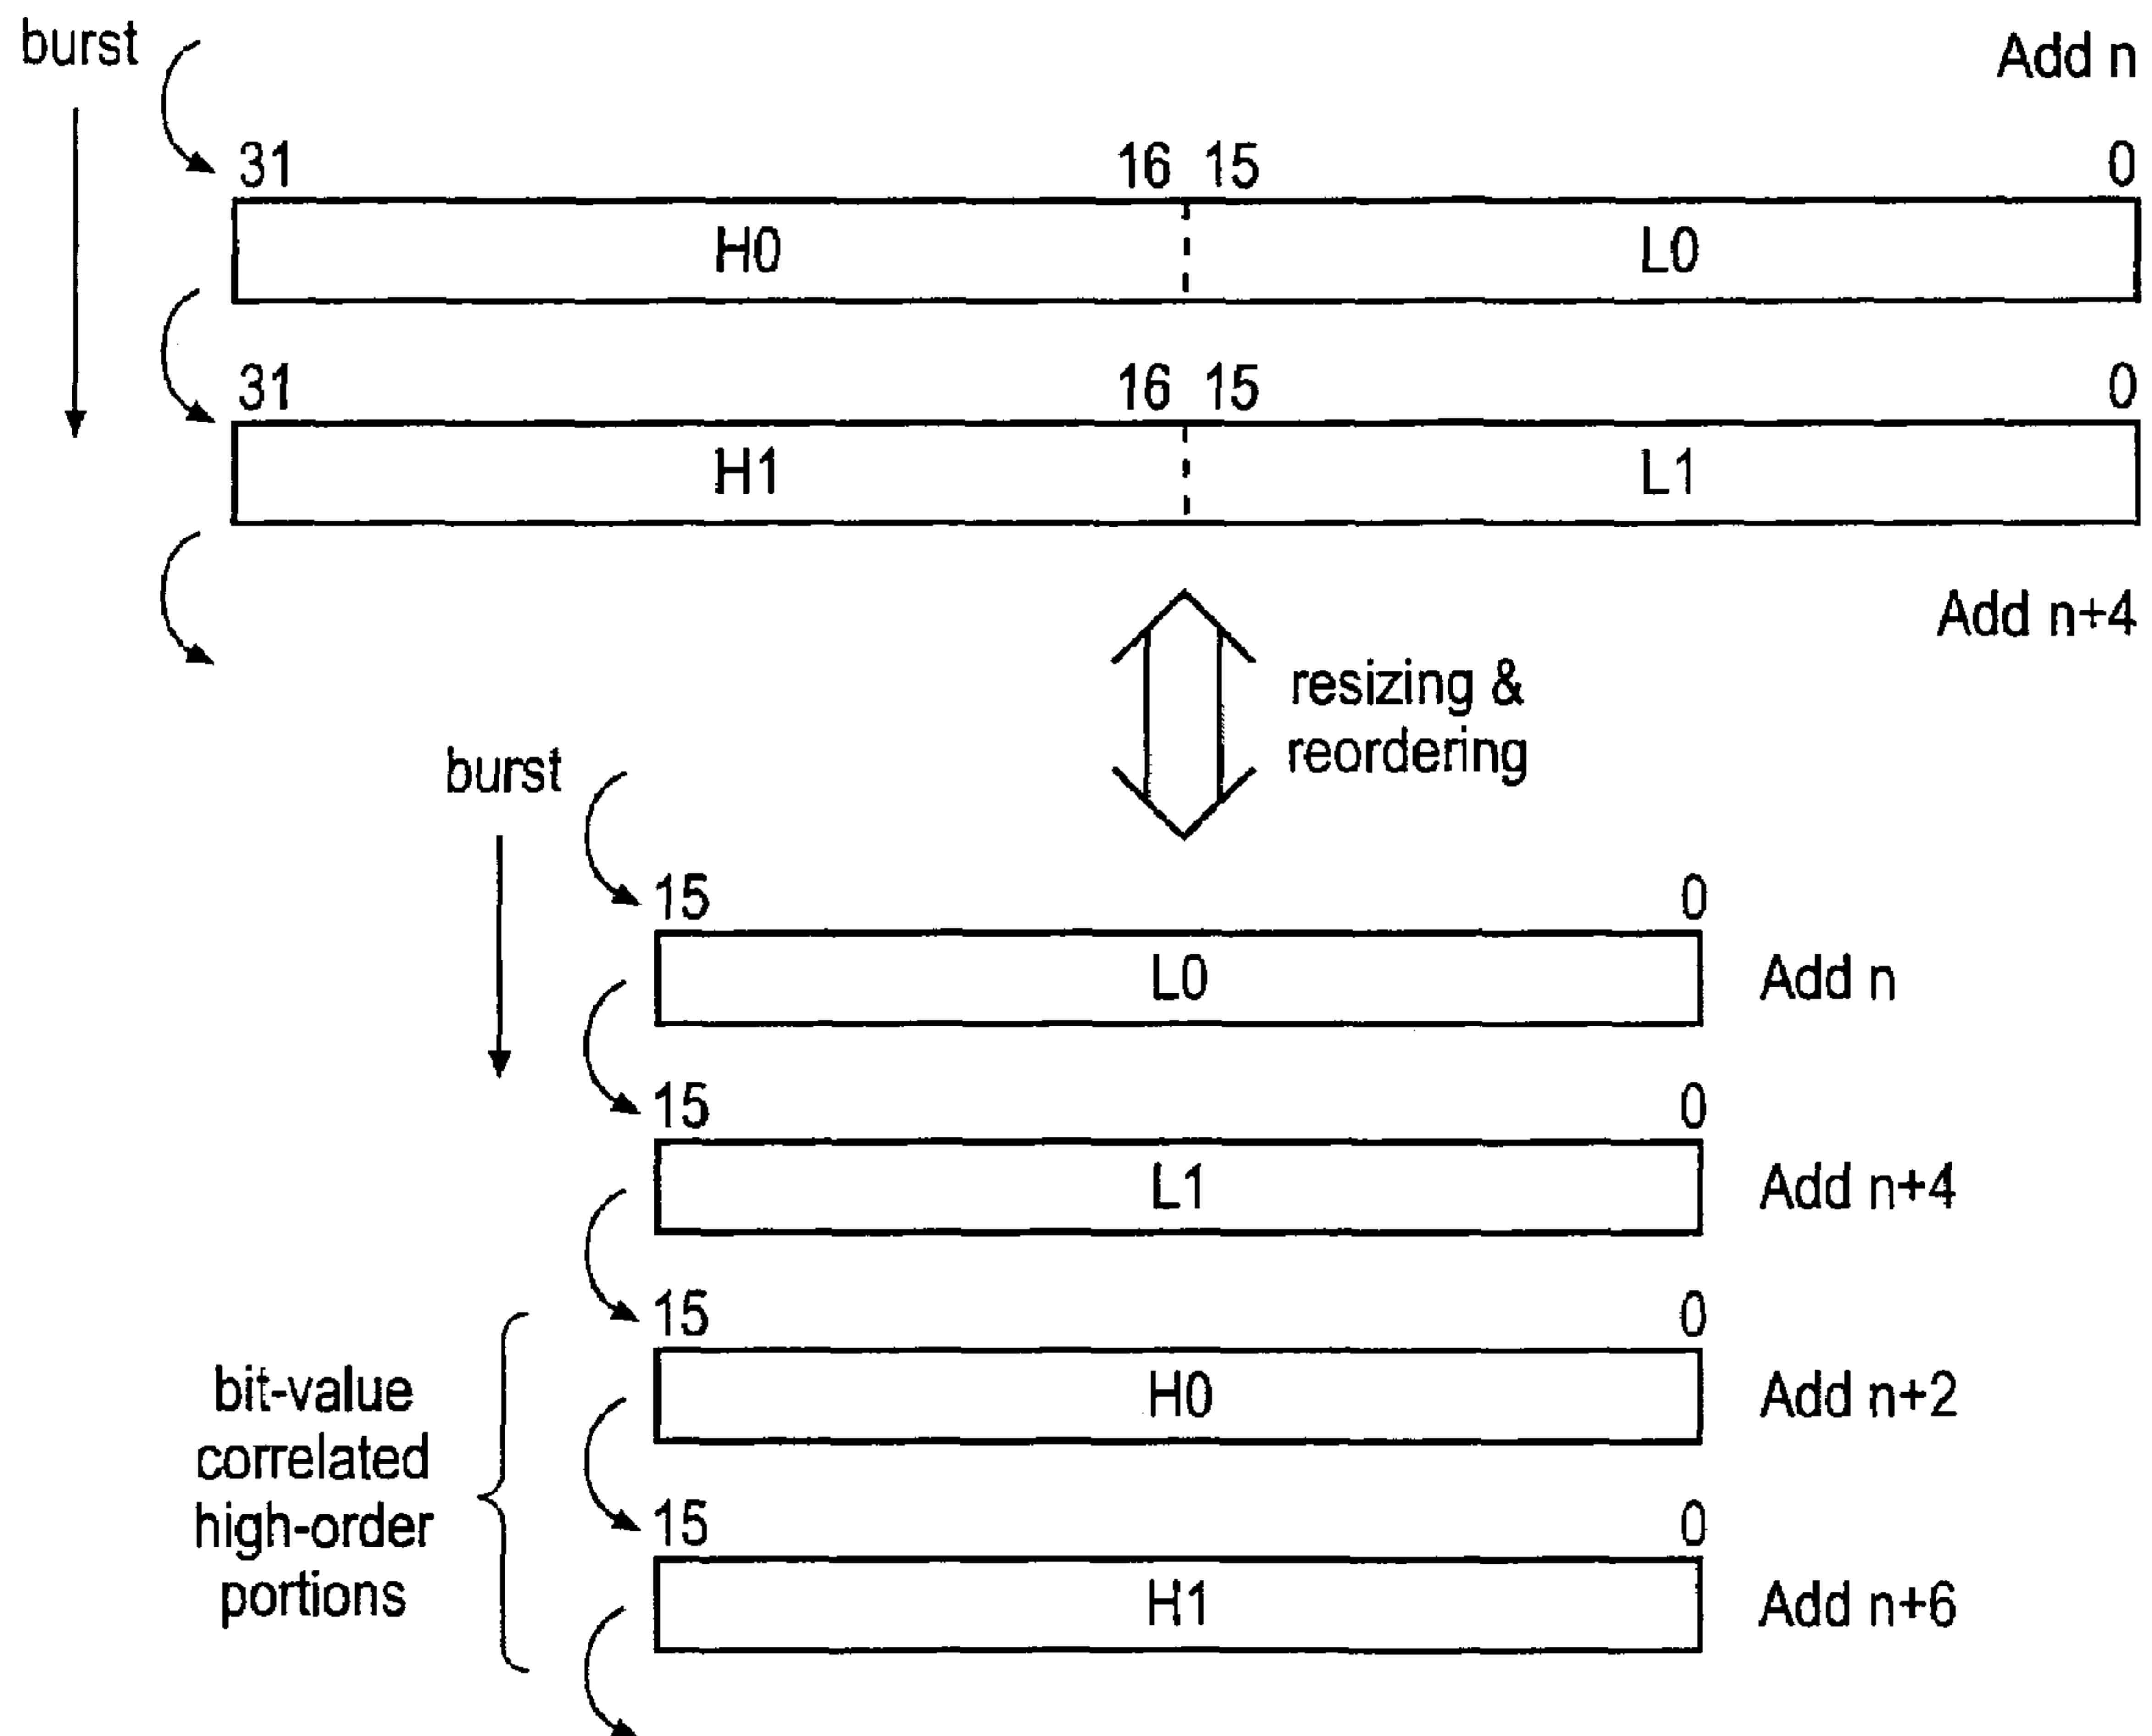 burst
Add n
31 16 15 0
H0 L0
31 16 15 0
H1 L1
Add n+4
resizing &
reordering
burst
15 0
L0 Add n
15 0
L1 Add n+4
15 0
bit-value
correlated
high-order
portions
H0 Add n+2
15 0
H1 Add n+6